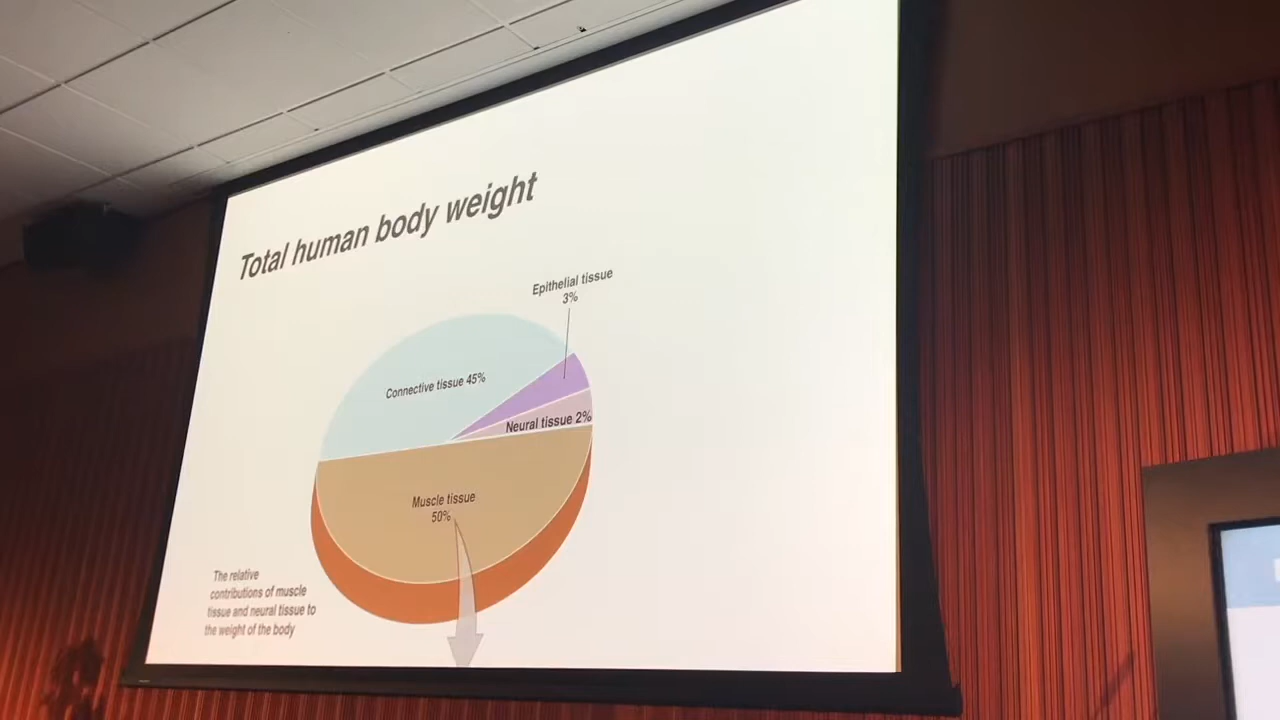 Total human body weight
Epithelial tissue
3%
Connective tissue 45%
Neural tissue 2%
Muscle tissue
50%
The relative
contributions of muscle
tissue and neural tissue to
the weight of the body